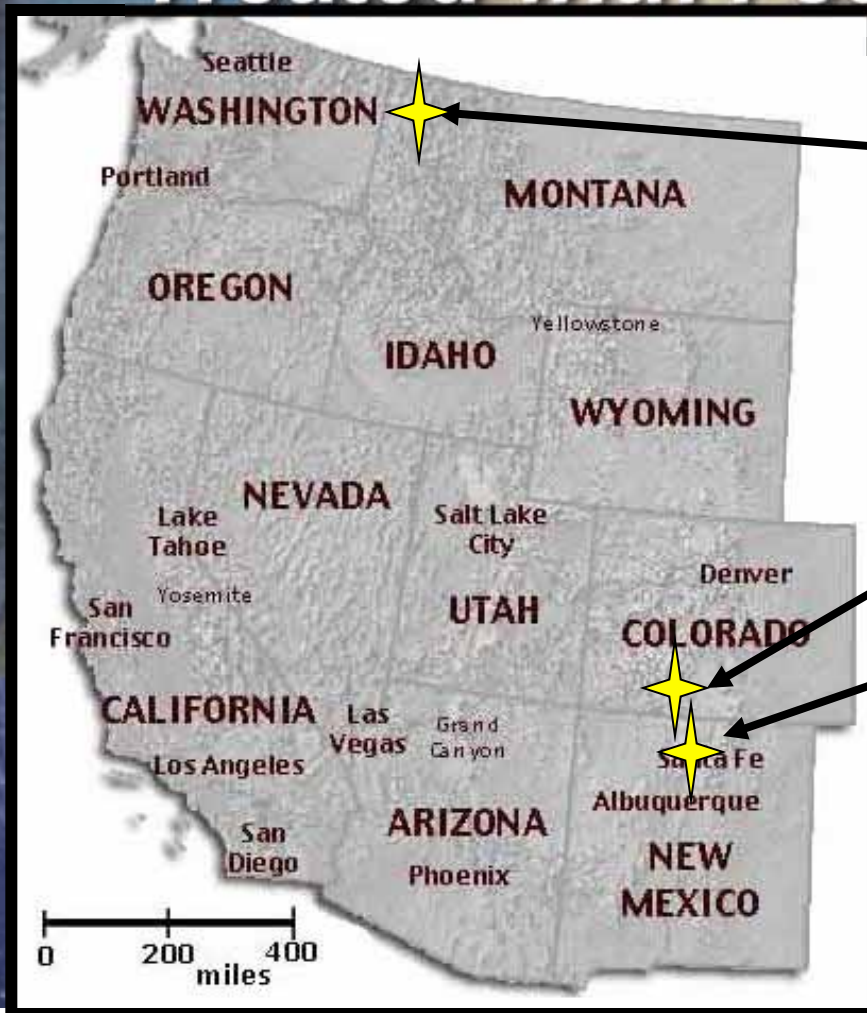 Seattle
WASHINGTON
Portland
MONTANA
OREGON
Yellowstone
IDAHO
WYOMING
NEVADA
Lake
Tahoe
Salt Lake
City
Denver
Yosemite
San
Francisco
UTAH
COLORADO
CALIFORNIA
Las
Vegas
Grand
Canyon
Los Angeles
Santa Fe
Albuquerque
ARIZONA
San
Diego
Phoenix
NEW
MEXICO
0 200 400
miles